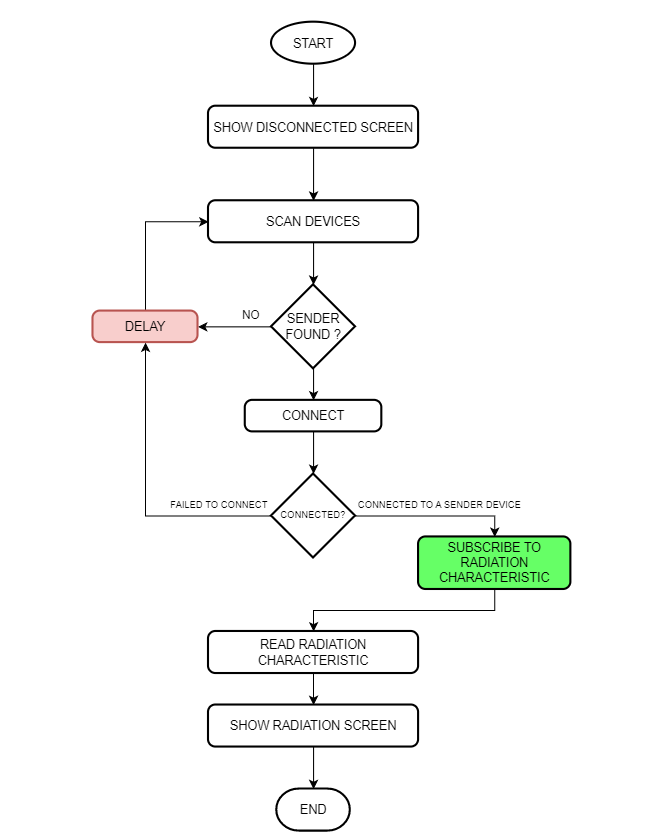 START
SHOW DISCONNECTED SCREEN
SCAN DEVICES
SENDER
FOUND ?
NO
DELAY
CONNECT
CONNECTED?
FAILED TO CONNECT
CONNECTED TO A SENDER DEVICE
SUBSCRIBE TO
RADIATION
CHARACTERISTIC
READ RADIATION
CHARACTERISTIC
SHOW RADIATION SCREEN
END